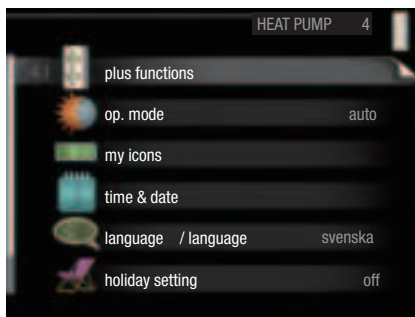 HEAT PUMP 4
plus functions
op. mode auto
my icons
time & date
language / language svenska
holiday setting off